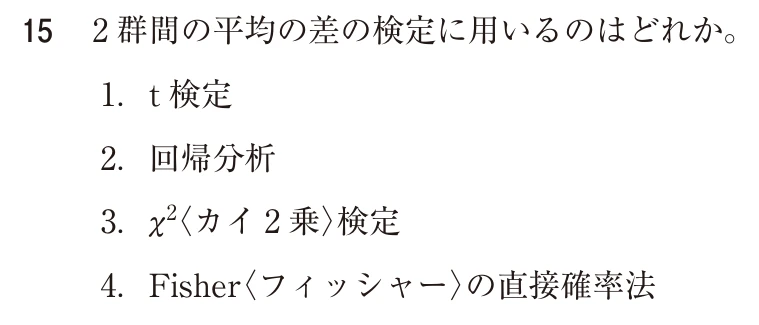 15 2群間の平均の差の検定に用いるのはどれか。
1. t検定
2. 回帰分析
3. χ²〈カイ2乗〉検定
4. Fisher〈フィッシャー〉の直接確率法